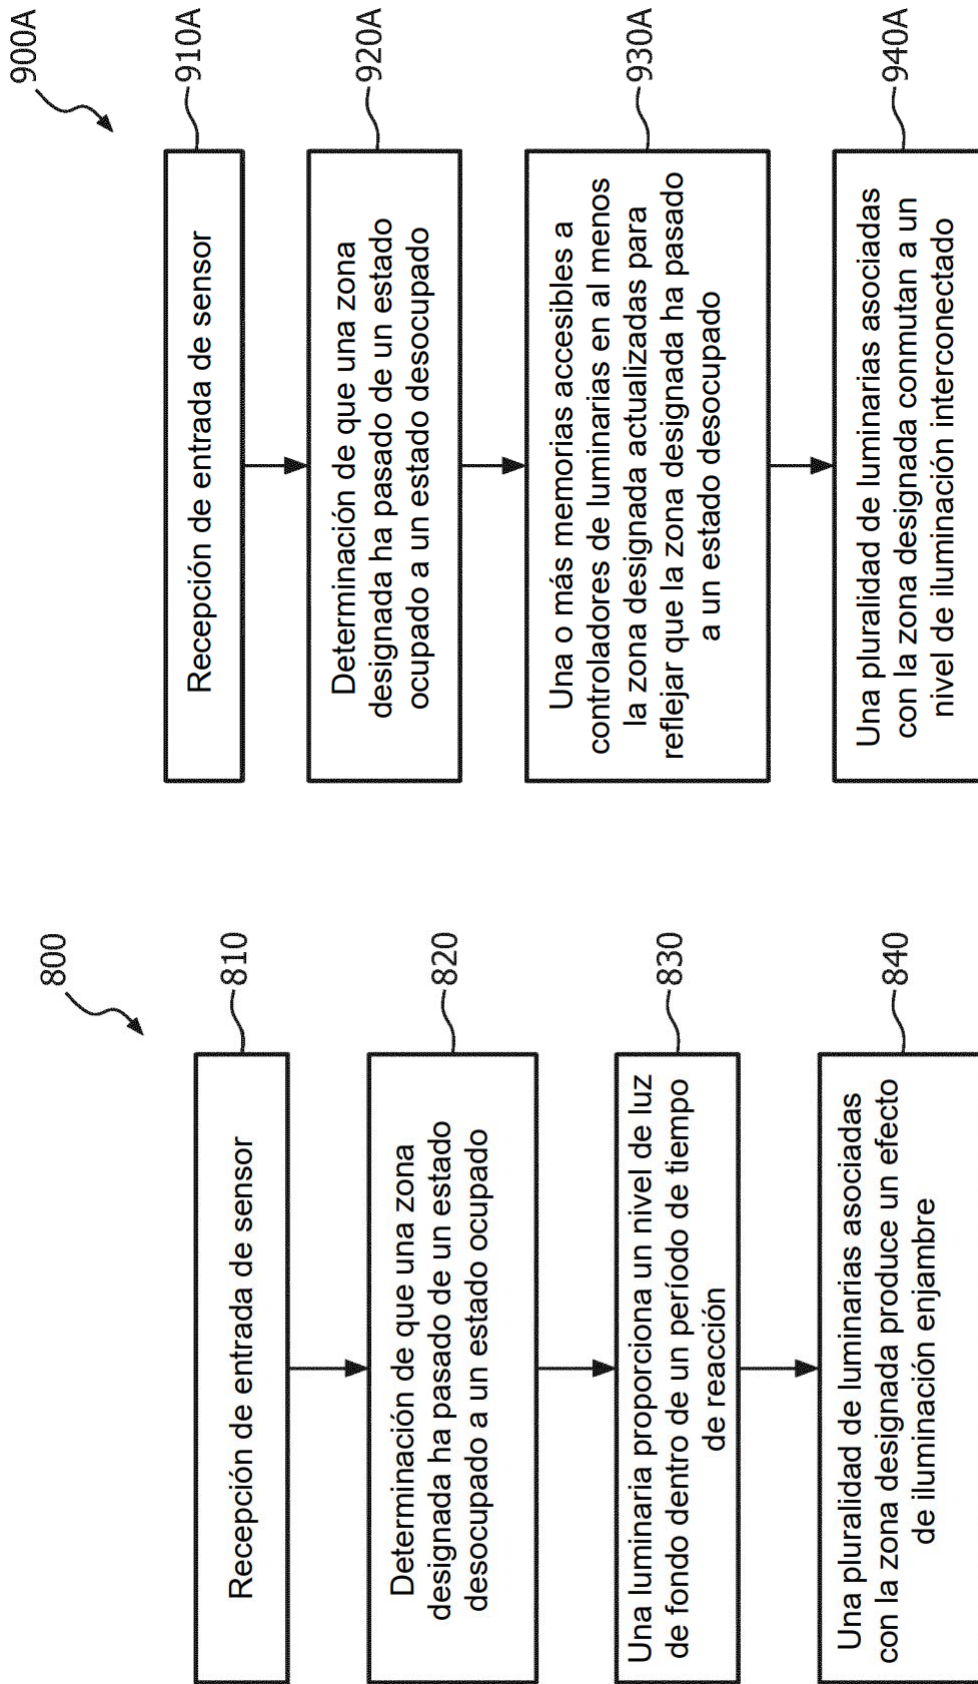 800
Recepción de entrada de sensor
810
Determinación de que una zona
designada ha pasado de un estado
desocupado a un estado ocupado
820
Una luminaria proporciona un nivel de luz
de fondo dentro de un período de tiempo
de reacción
830
Una pluralidad de luminarias asociadas
con la zona designada produce un efecto
de iluminación enjambre
840
900A
Recepción de entrada de sensor
910A
Determinación de que una zona
designada ha pasado de un estado
ocupado a un estado desocupado
920A
Una o más memorias accesibles a
controladores de luminarias en al menos
la zona designada actualizadas para
reflejar que la zona designada ha pasado
a un estado desocupado
930A
Una pluralidad de luminarias asociadas
con la zona designada conmutan a un
nivel de iluminación interconectado
940A